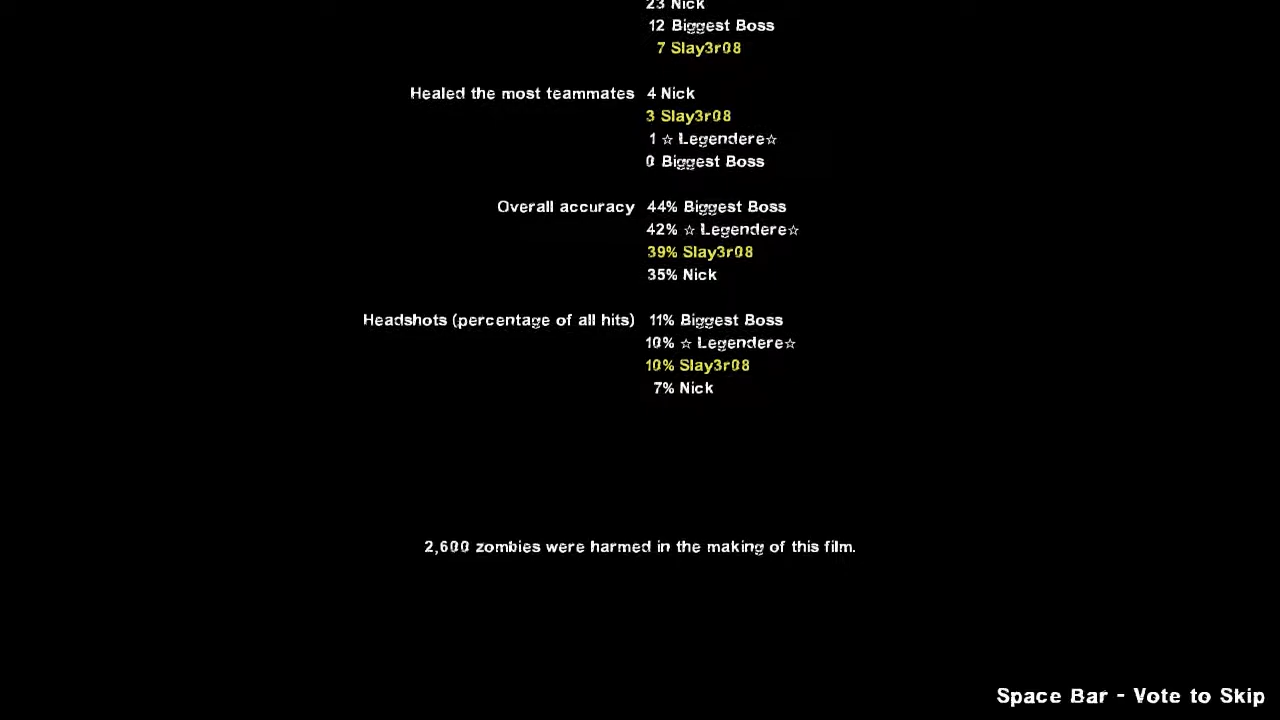 23 Nick
12 Biggest Boss
7 Slay3r08
Healed the most teammates 4 Nick
3 Slay3r08
1 ☆ Legendere☆
0 Biggest Boss
Overall accuracy 44% Biggest Boss
42% ☆ Legendere☆
39% Slay3r08
35% Nick
Headshots (percentage of all hits) 11% Biggest Boss
10% ☆ Legendere☆
10% Slay3r08
7% Nick
2,600 zombies were harmed in the making of this film.
Space Bar - Vote to Skip